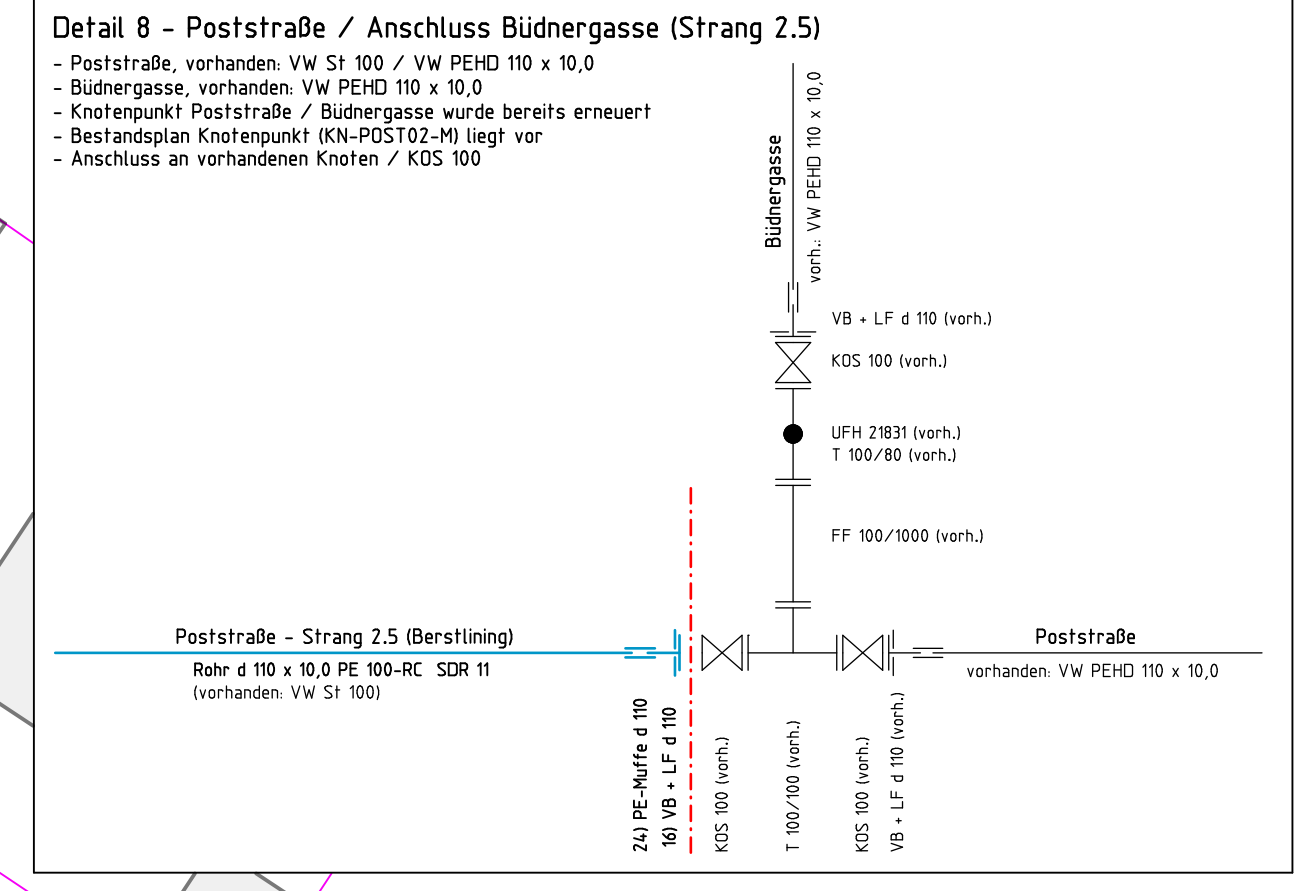 Detail 8 - Poststraße / Anschluss Büdnergasse (Strang 2.5)
- Poststraße, vorhanden: VW St 100 / VW PEHD 110 x 10,0
- Büdnergasse, vorhanden: VW PEHD 110 x 10,0
- Knotenpunkt Poststraße / Büdnergasse wurde bereits erneuert
- Bestandsplan Knotenpunkt (KN-POST02-M) liegt vor
- Anschluss an vorhandenen Knoten / KOS 100
Büdnergasse
vorh.: VW PEHD 110 x 10,0
VB + LF d 110 (vorh.)
KOS 100 (vorh.)
UFH 21831 (vorh.)
T 100/80 (vorh.)
FF 100/1000 (vorh.)
Poststraße - Strang 2.5 (Berstlining)
Rohr d 110 x 10,0 PE 100-RC SDR 11
(vorhanden: VW St 100)
Poststraße
vorhanden: VW PEHD 110 x 10,0
24) PE-Muffe d 110
16) VB + LF d 110
KOS 100 (vorh.)
T 100/100 (vorh.)
KOS 100 (vorh.)
VB + LF d 110 (vorh.)